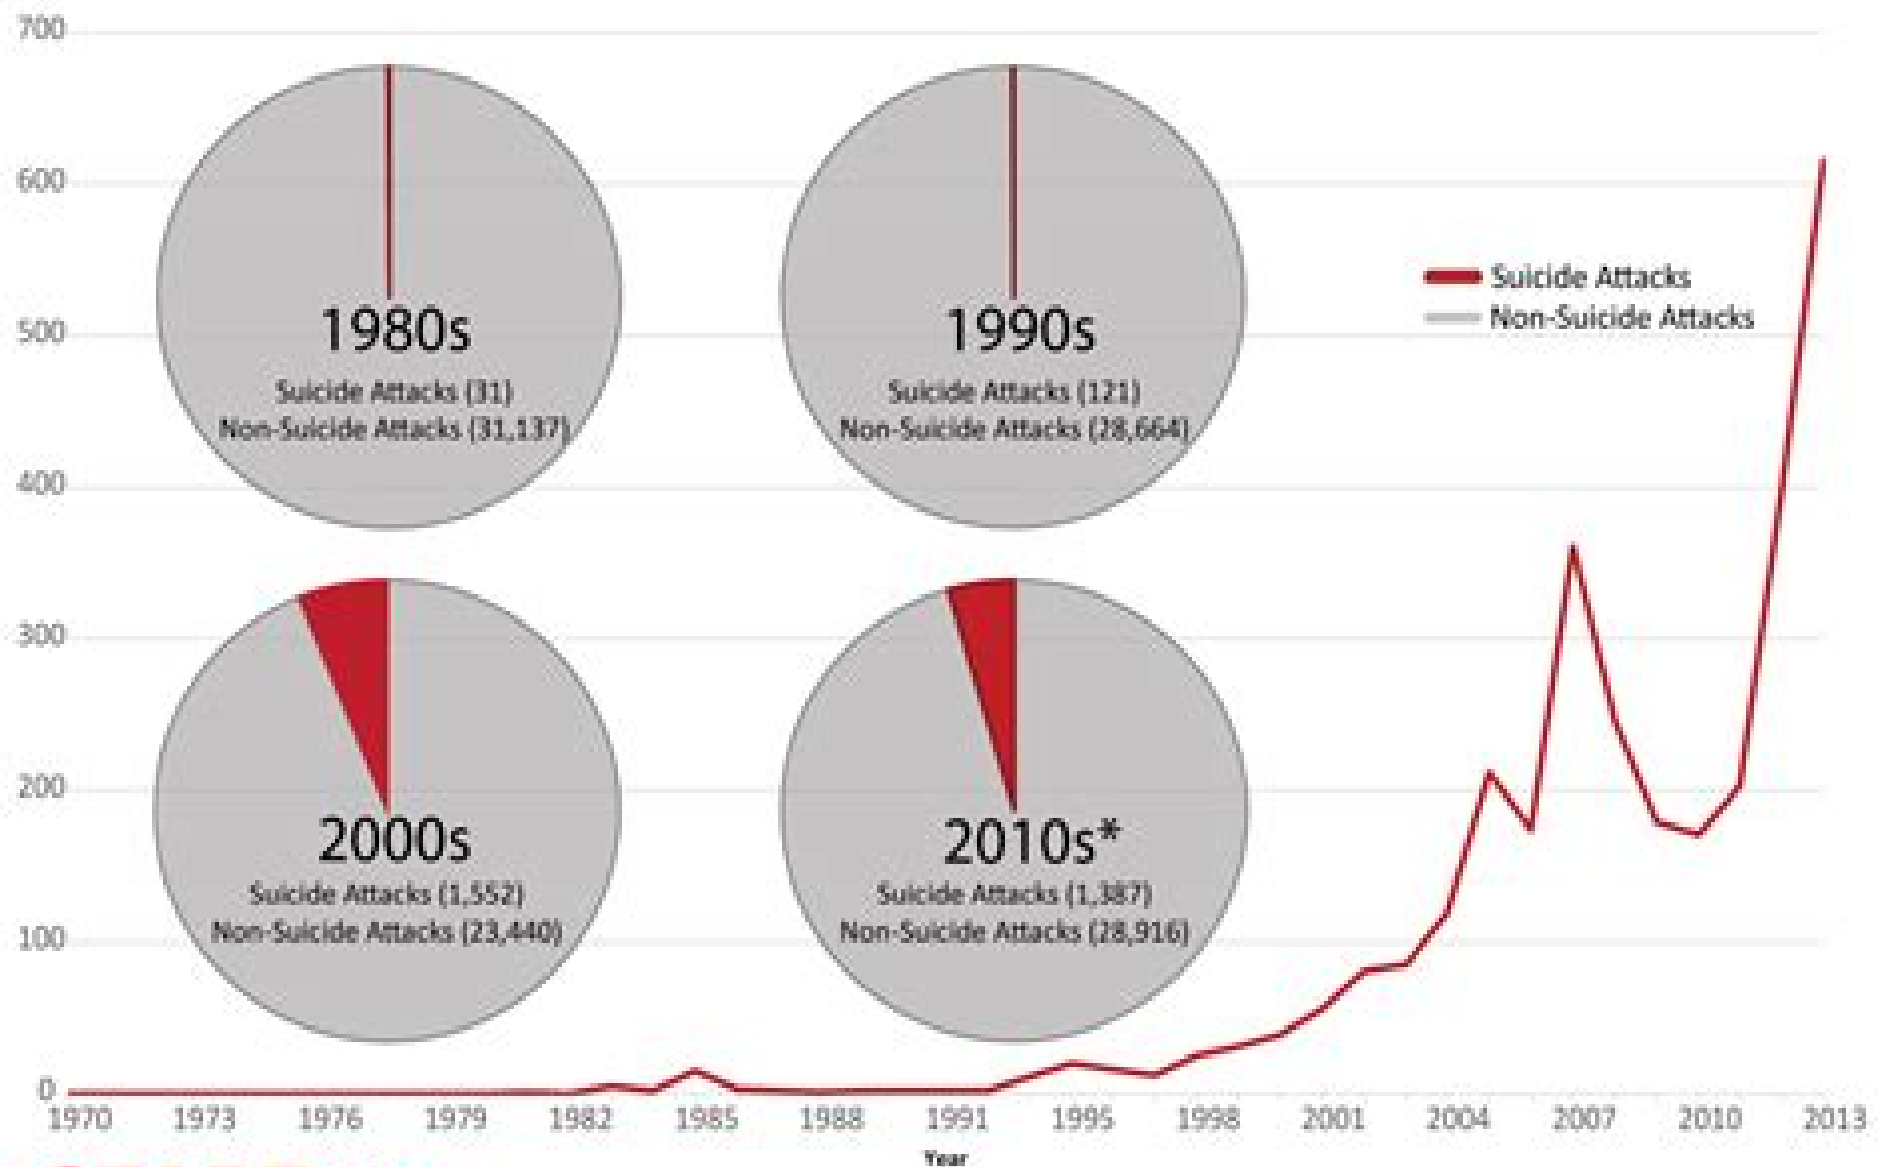 700
600
500
400
300
200
100
0
1980s
Suicide Attacks (31)
Non-Suicide Attacks (31,137)
1990s
Suicide Attacks (121)
Non-Suicide Attacks (28,664)
Suicide Attacks
Non-Suicide Attacks
2000s
Suicide Attacks (1,552)
Non-Suicide Attacks (23,440)
2010s*
Suicide Attacks (1,387)
Non-Suicide Attacks (28,916)
1970 1973 1976 1979 1982 1985 1988 1991 1995 1998 2001 2004 2007 2010 2013
Year